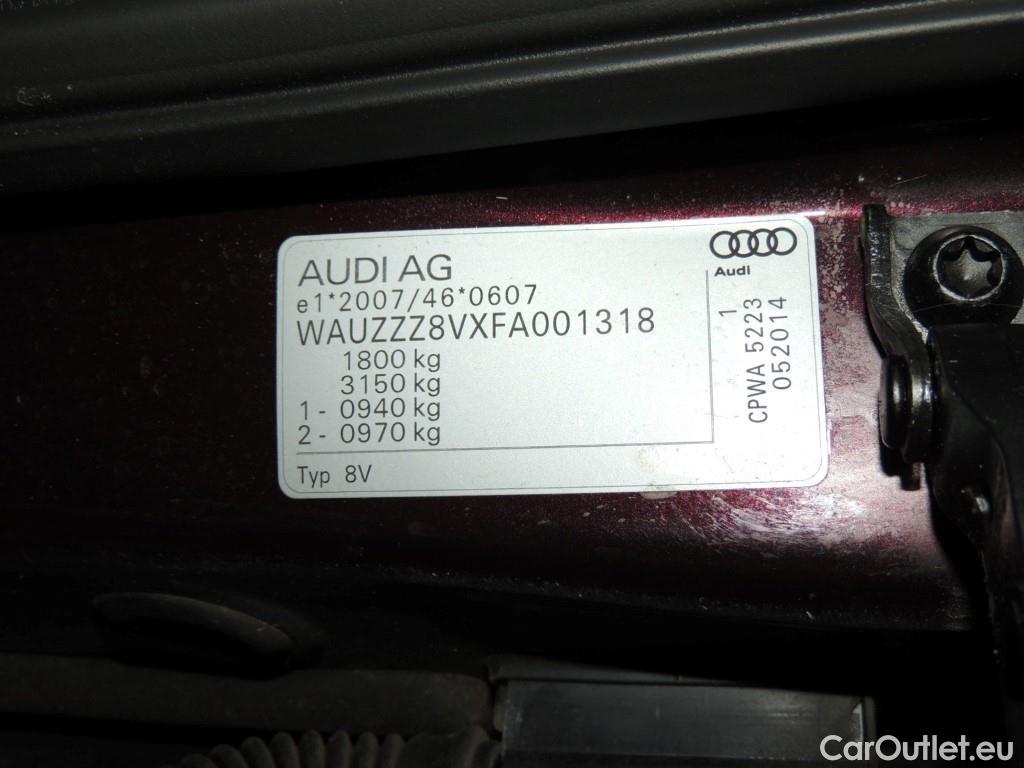 AUDI AG
e1*2007/46*0607
WAUZZZ8VXFA001318
1800 kg
3150 kg
1- 0940 kg
2- 0970 kg
Typ 8V
Audi
1
CPWA 5223
052014
CarOutlet.eu